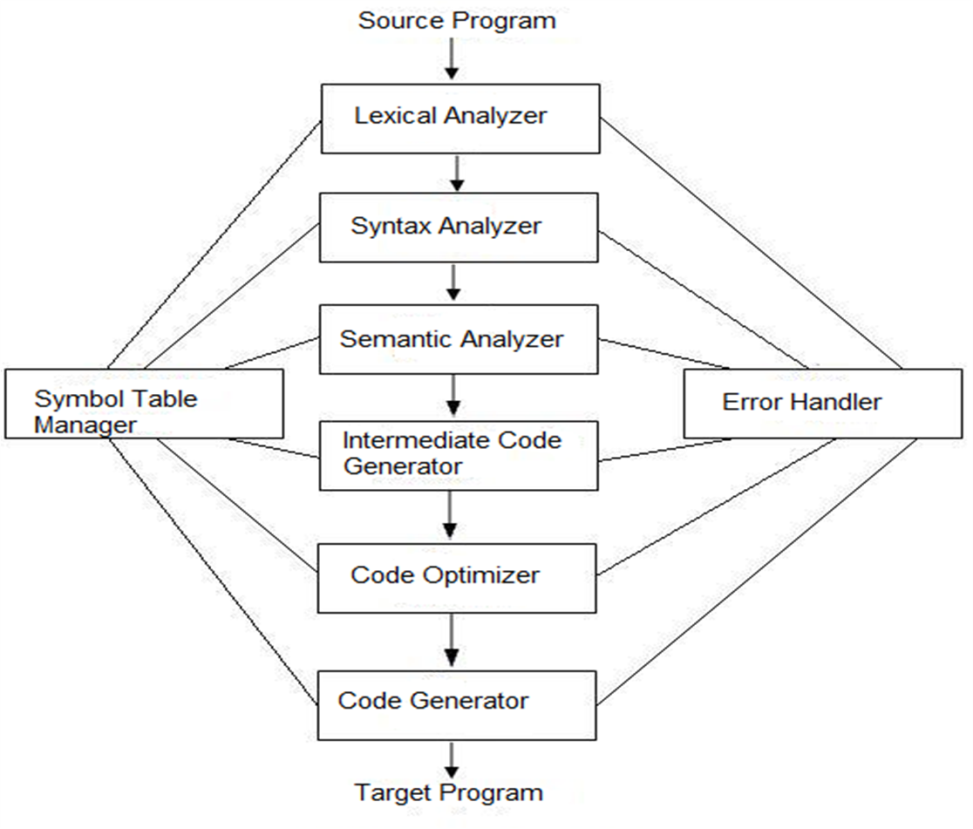 Source Program
Lexical Analyzer
Syntax Analyzer
Semantic Analyzer
Symbol Table
Manager
Error Handler
Intermediate Code
Generator
Code Optimizer
Code Generator
Target Program